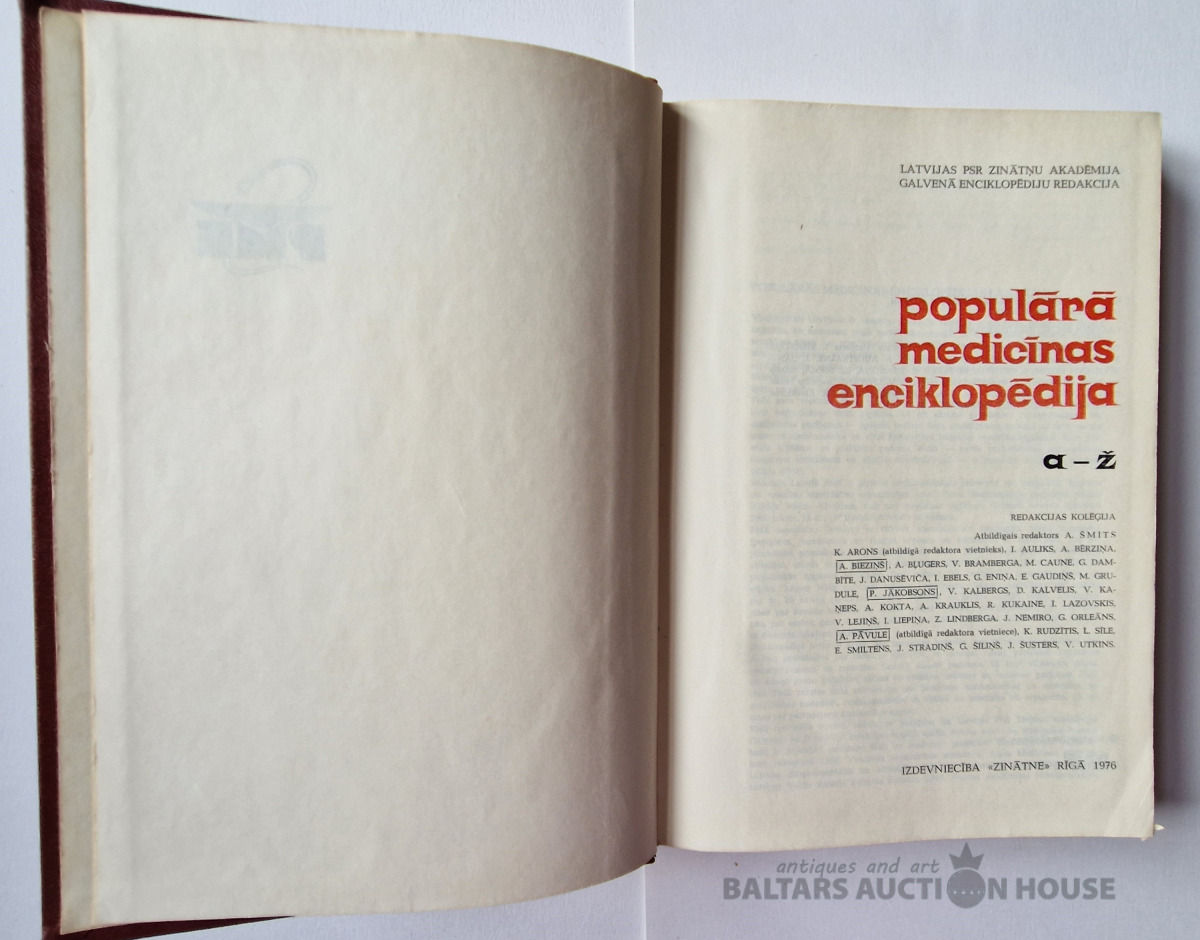 LATVIJAS PSR ZINĀTŅU AKADĒMIJA
GALVENĀ ENCIKLOPĒDIJU REDAKCIJA
populārā
medicīnas
enciklopēdija
a – ž
REDAKCIJAS KOLĒĢIJA
Atbildīgais redaktors A. ŠMITS
K. ARONS (atbildīgā redaktora vietnieks), I. AULIKS, A. BĒRZIŅA,
A. BIEZIŅŠ, A. BĻUGERS, V. BRAMBERGA, M. CAUNE, G. DAM-
BĪTE, J. DANUSĒVIČA, I. EBELS, G. ENIŅA, E. GAUDIŅŠ, M. GRU-
DULE, P. JĀKOBSONS, V. KALBERGS, D. KALVELIS, V. KA-
ŅEPS, A. KOKTA, A. KRAUKLIS, R. KUKAINE, I. LAZOVSKIS,
V. LEJIŅŠ, I. LIEPIŅA, Z. LINDBERGA, J. NEMIRO, G. ORLEĀNS,
A. PĀVULE (atbildīgā redaktora vietniece), K. RUDZĪTIS, L. SĪLE,
E. SMILTENS, J. STRADIŅŠ, G. ŠILIŅŠ, J. ŠUSTERS, V. UTKINS.
IZDEVNIECĪBA «ZINĀTNE» RĪGĀ 1976
antiques and art
BALTARS AUCTION HOUSE